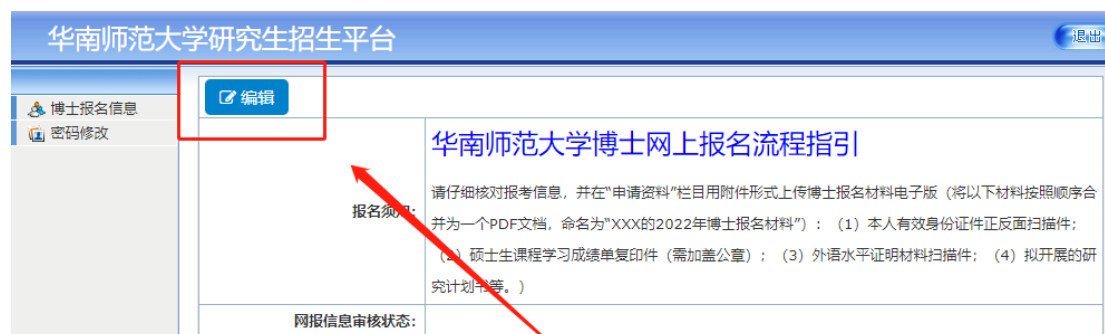 华南师范大学研究生招生平台
退出
博士报名信息
密码修改
编辑
华南师范大学博士网上报名流程指引
报名须知:
请仔细核对报考信息，并在“申请资料”栏目用附件形式上传博士报名材料电子版（将以下材料按照顺序合
并为一个PDF文档，命名为“XXX的2022年博士报名材料”）：（1）本人有效身份证件正反面扫描件；
（2）硕士生课程学习成绩单复印件（需加盖公章）；（3）外语水平证明材料扫描件；（4）拟开展的研
究计划书等。）
网报信息审核状态: